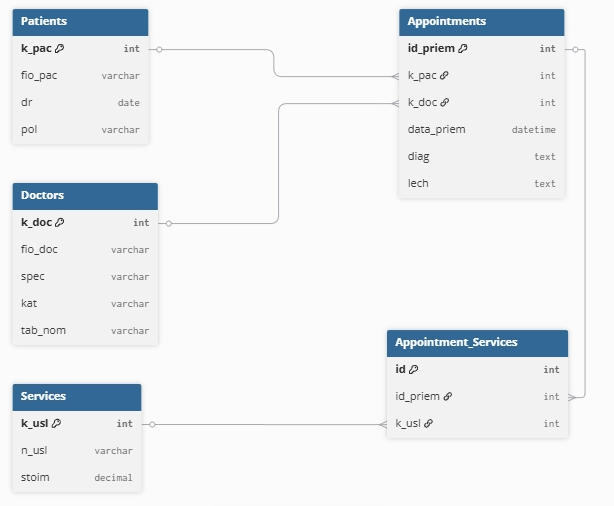 Patients
k_pac int
fio_pac varchar
dr date
pol varchar
Doctors
k_doc int
fio_doc varchar
spec varchar
kat varchar
tab_nom varchar
Services
k_usl int
n_usl varchar
stoim decimal
Appointments
id_priem int
k_pac int
k_doc int
data_priem datetime
diag text
lech text
Appointment_Services
id int
id_priem int
k_usl int